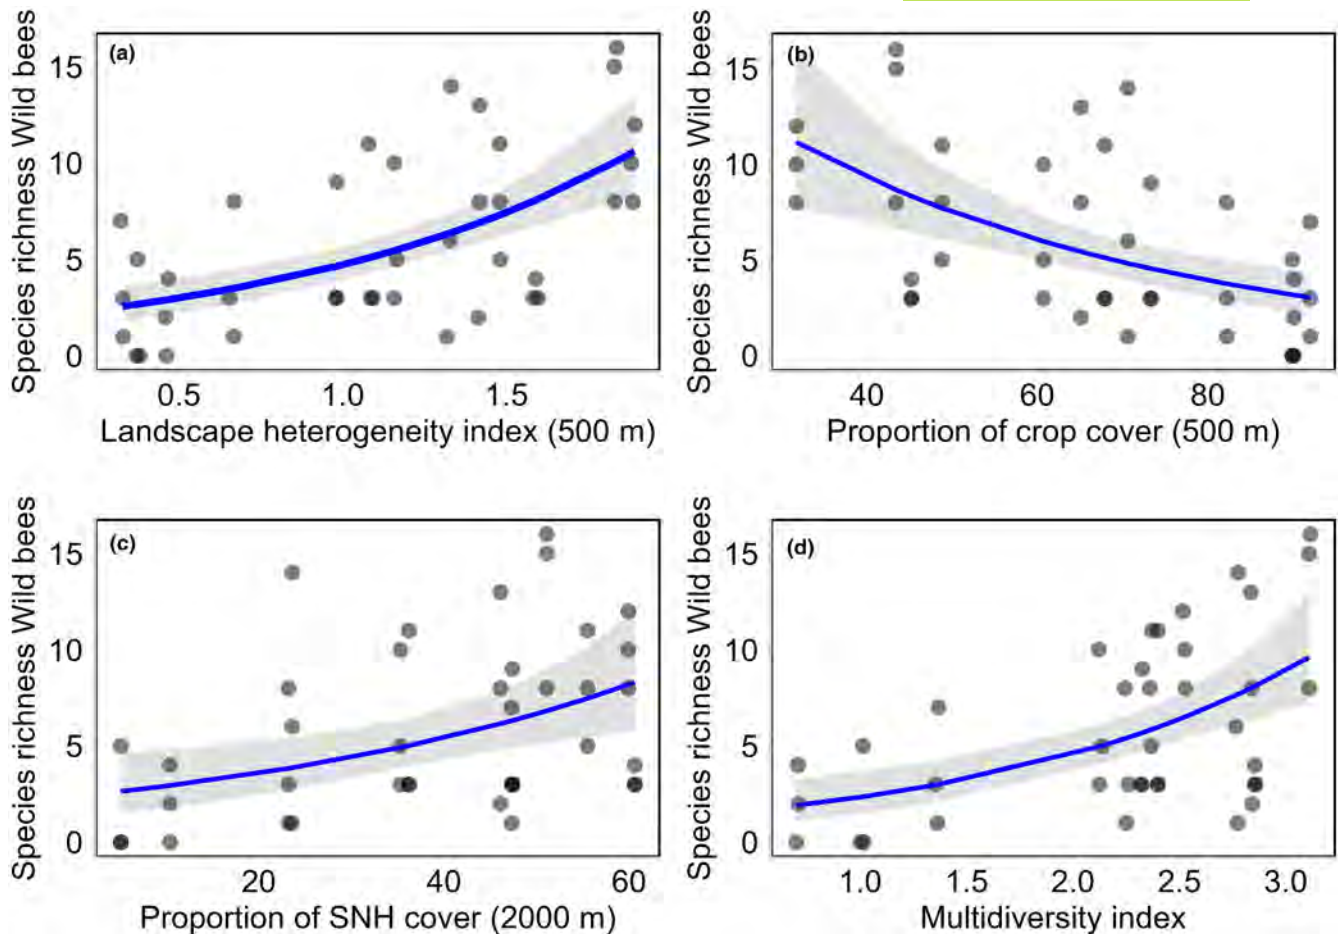 Species richness Wild bees
(a)
15
10
5
0
0.5 1.0 1.5
Landscape heterogeneity index (500 m)
Species richness Wild bees
(b)
15
10
5
0
40 60 80
Proportion of crop cover (500 m)
Species richness Wild bees
(c)
15
10
5
0
20 40 60
Proportion of SNH cover (2000 m)
Species richness Wild bees
(d)
15
10
5
0
1.0 1.5 2.0 2.5 3.0
Multidiversity index